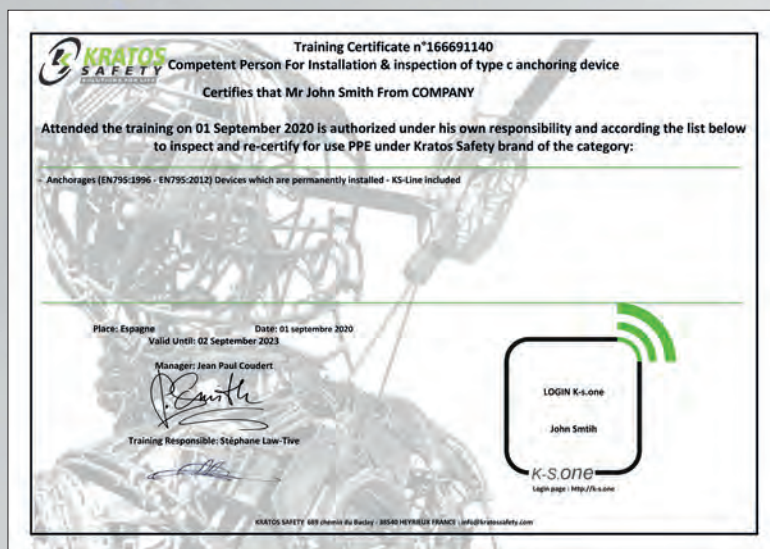 KRATOS
SAFETY
SOLUTIONS FOR LIFE
Training Certificate n°166691140
Competent Person For Installation & inspection of type c anchoring device
Certifies that Mr John Smith From COMPANY
Attended the training on 01 September 2020 is authorized under his own responsibility and according the list below
to inspect and re-certify for use PPE under Kratos Safety brand of the category:
- Anchorages (EN795:1996 - EN795:2012) Devices which are permanently installed - KS-Line included
Place: Espagne Date: 01 septembre 2020
Valid Until: 02 September 2023
Manager: Jean Paul Coudert
J. Smith
Training Responsible: Stéphane Law-Tive
LOGIN K-s.one
John Smtih
K-S.One
Login page : http://k-s.one
KRATOS SAFETY 689 chemin du Buclay - 38540 HEYRIEUX FRANCE - info@kratossafety.com